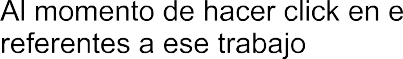 Al momento de hacer click en e
referentes a ese trabajo